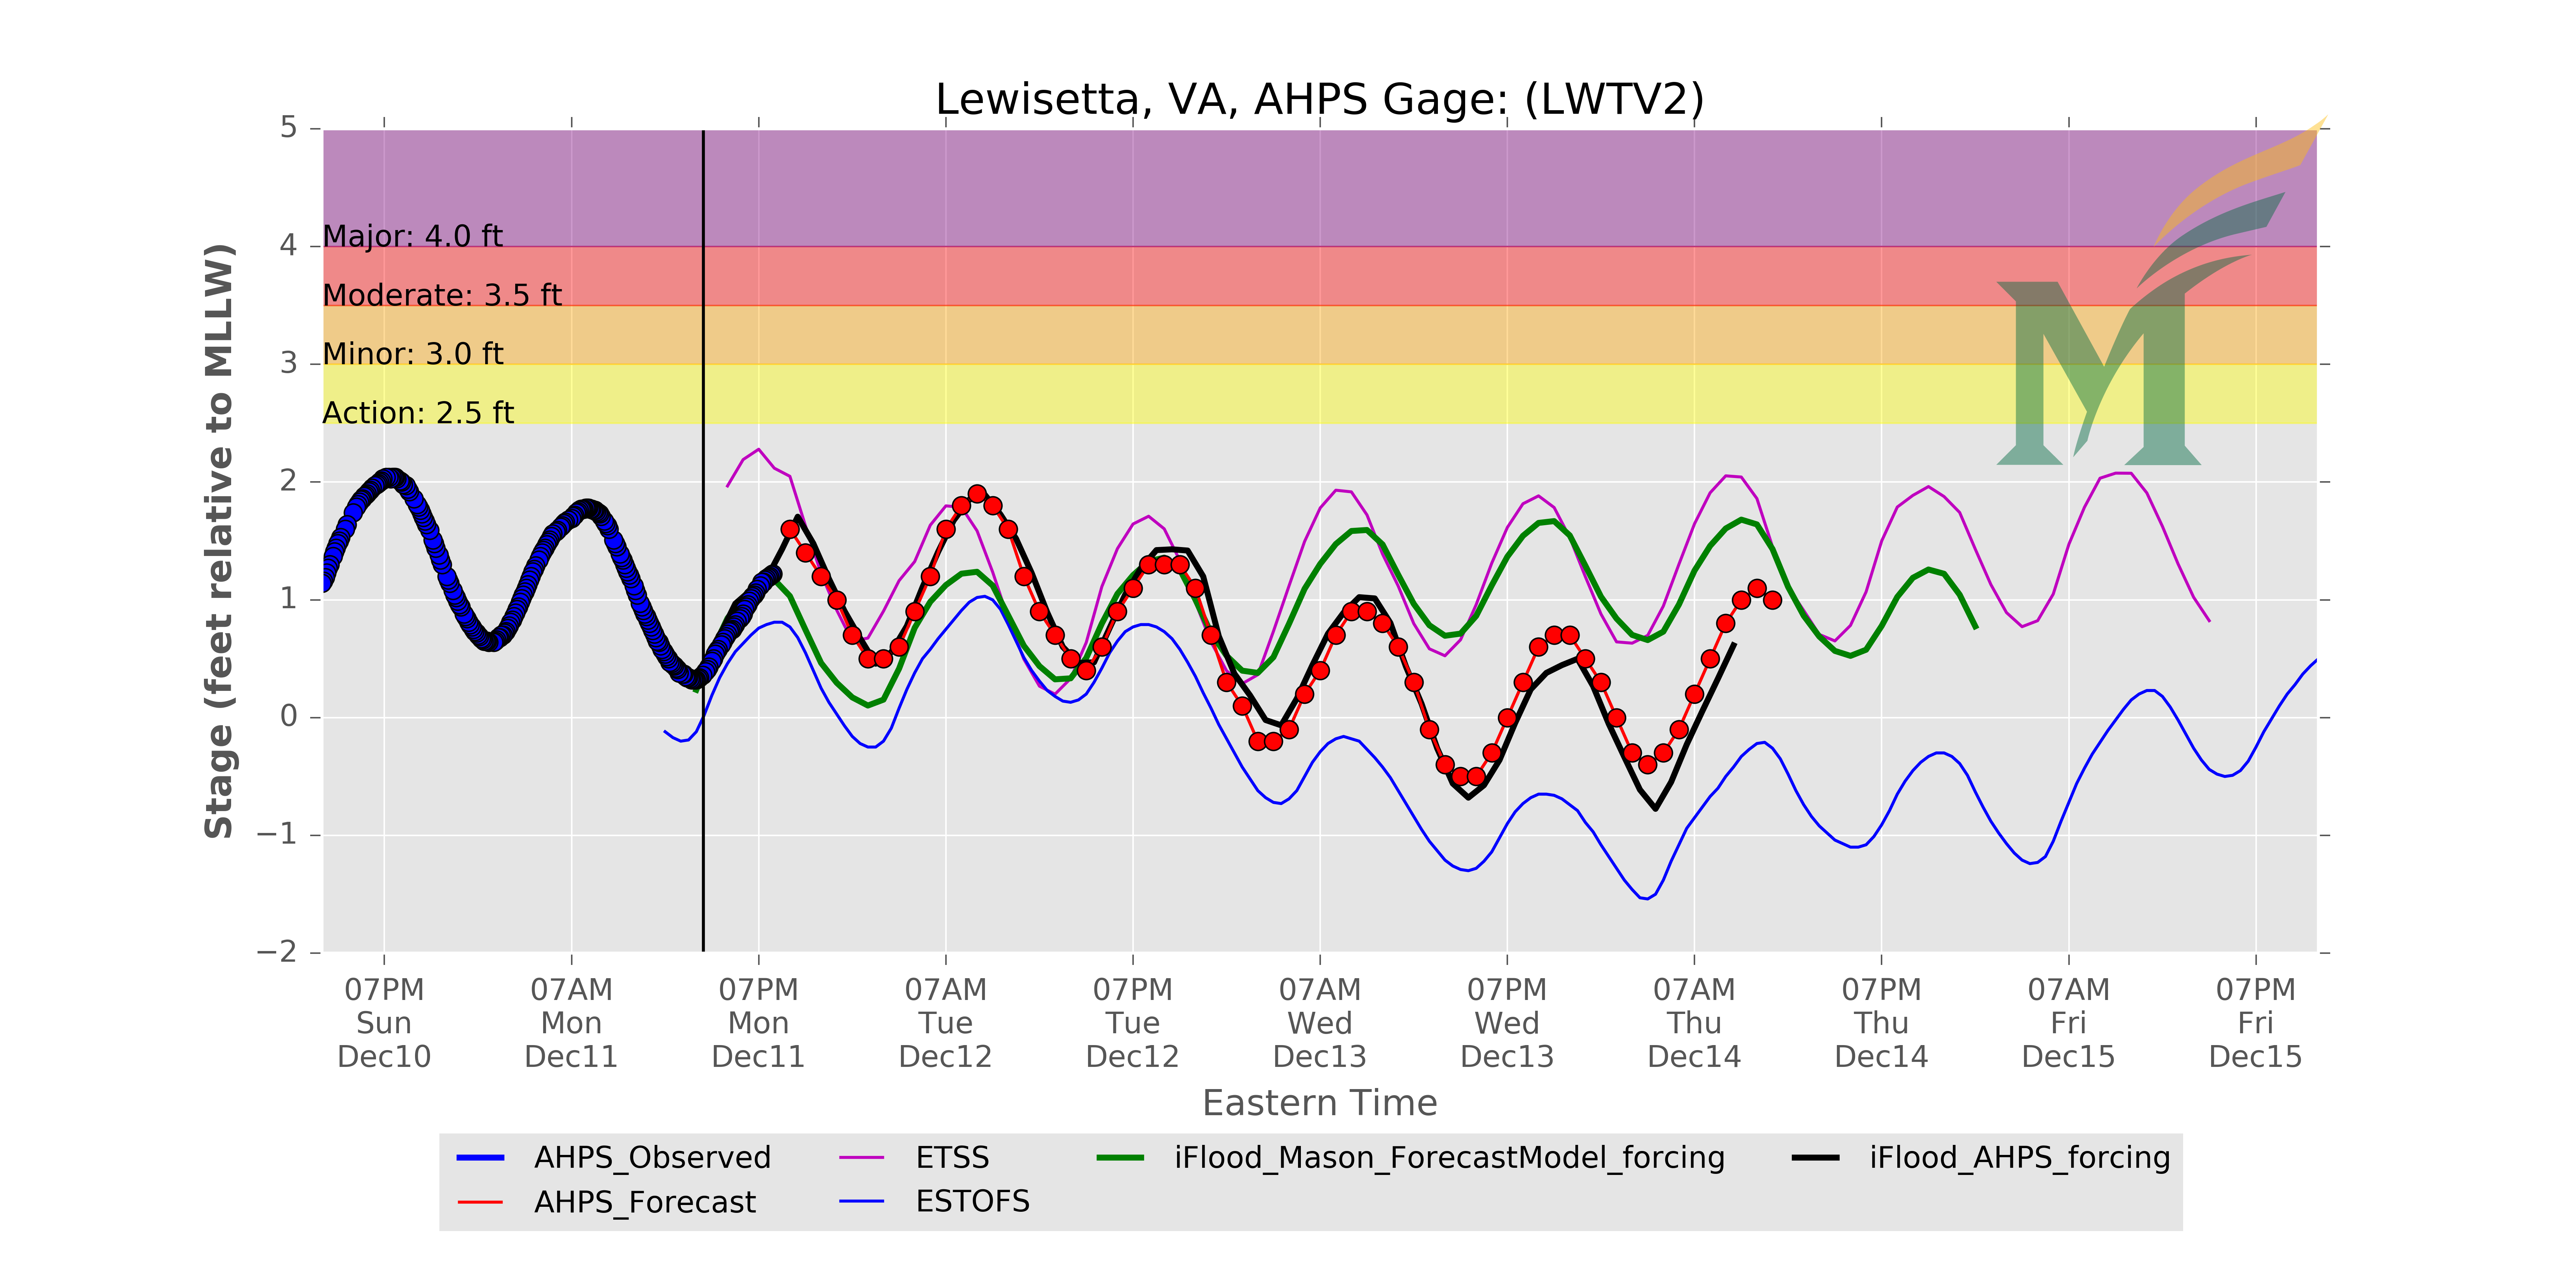 Lewisetta, VA, AHPS Gage: (LWTV2)
5
4
3
2
1
0
−1
−2
Stage (feet relative to MLLW)
Major: 4.0 ft
Moderate: 3.5 ft
Minor: 3.0 ft
Action: 2.5 ft
M
07PM Sun Dec10
07AM Mon Dec11
07PM Mon Dec11
07AM Tue Dec12
07PM Tue Dec12
07AM Wed Dec13
07PM Wed Dec13
07AM Thu Dec14
07PM Thu Dec14
07AM Fri Dec15
07PM Fri Dec15
Eastern Time
AHPS_Observed
AHPS_Forecast
ETSS
ESTOFS
iFlood_Mason_ForecastModel_forcing
iFlood_AHPS_forcing